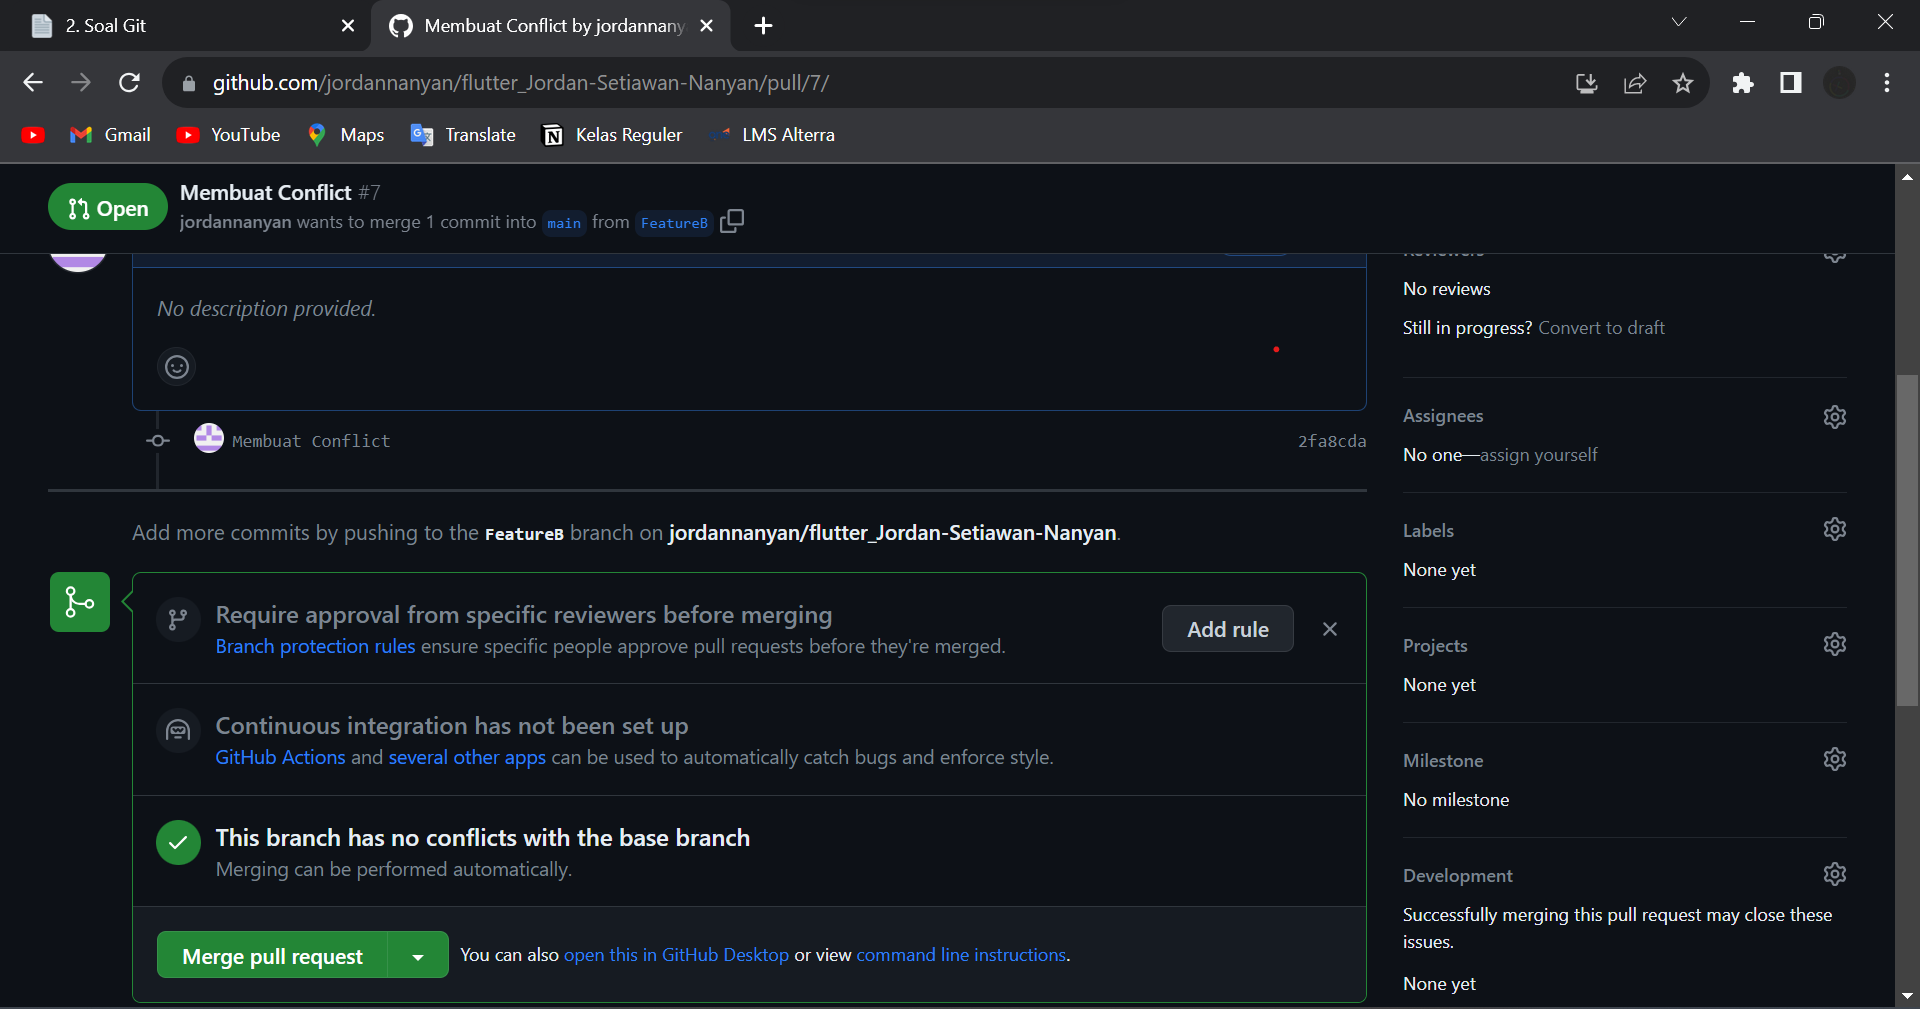 2. Soal Git
Membuat Conflict by jordannany
github.com/jordannanyan/flutter_Jordan-Setiawan-Nanyan/pull/7/
Gmail YouTube Maps Translate Kelas Reguler LMS Alterra
Open
Membuat Conflict #7
jordannanyan wants to merge 1 commit into main from FeatureB
No description provided.
Membuat Conflict 2fa8cda
Add more commits by pushing to the FeatureB branch on jordannanyan/flutter_Jordan-Setiawan-Nanyan.
Require approval from specific reviewers before merging
Branch protection rules ensure specific people approve pull requests before they're merged.
Add rule
Continuous integration has not been set up
GitHub Actions and several other apps can be used to automatically catch bugs and enforce style.
This branch has no conflicts with the base branch
Merging can be performed automatically.
Merge pull request
You can also open this in GitHub Desktop or view command line instructions.
Reviewers
No reviews
Still in progress? Convert to draft
Assignees
No one—assign yourself
Labels
None yet
Projects
None yet
Milestone
No milestone
Development
Successfully merging this pull request may close these
issues.
None yet